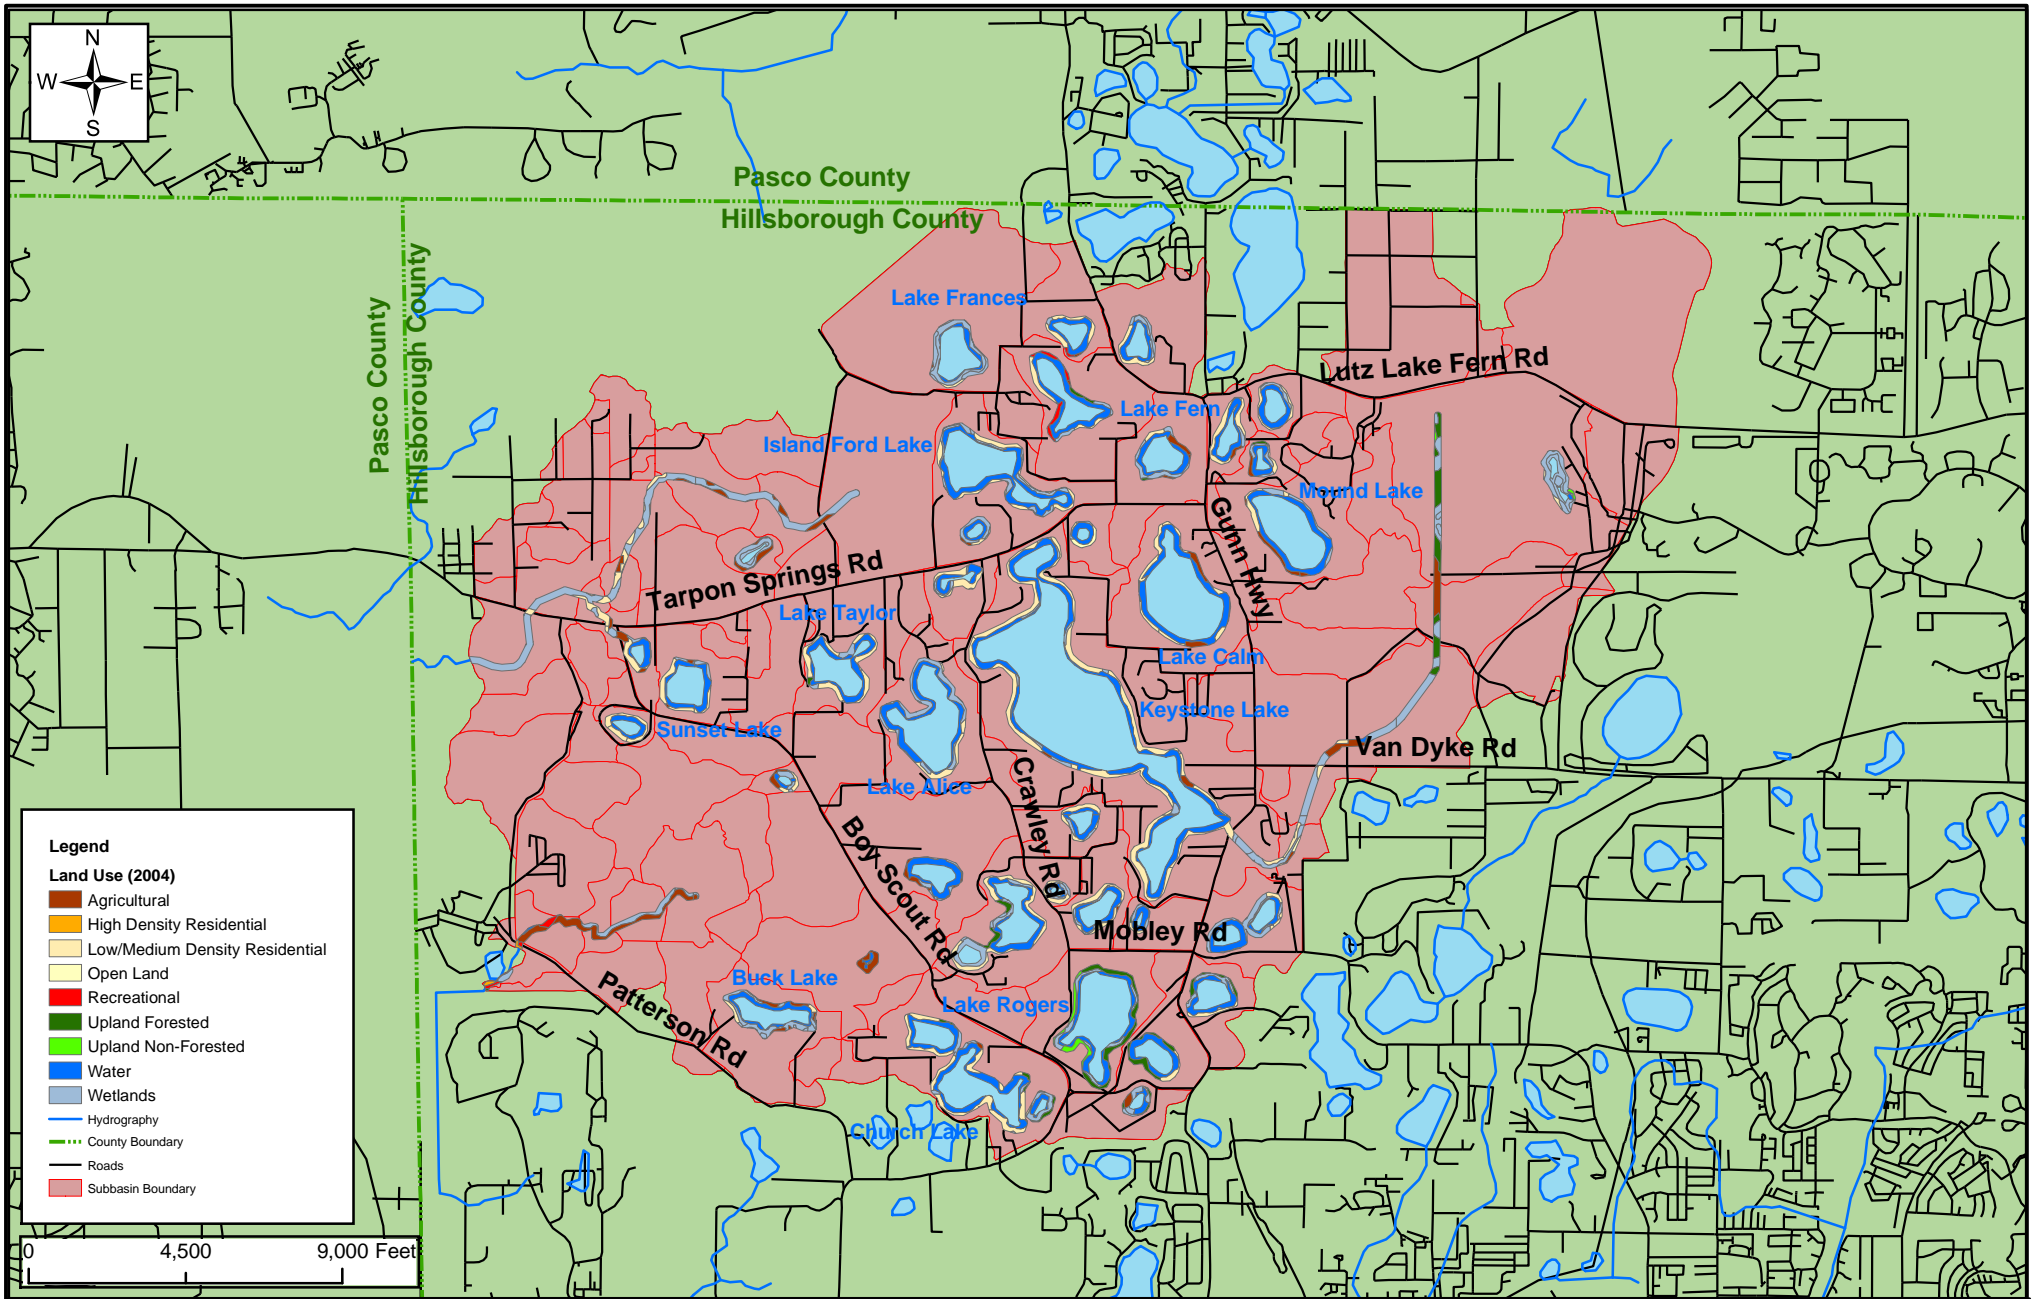 N
W E
S
Pasco County
Hillsborough County
Pasco County
Hillsborough County
Lake Frances
Lutz Lake Fern Rd
Lake Fern
Island Ford Lake
Mound Lake
Gunn Hwy
Tarpon Springs Rd
Lake Taylor
Lake Calm
Keystone Lake
Sunset Lake
Van Dyke Rd
Lake Alice
Crawley Rd
Boy Scout Rd
Mobley Rd
Buck Lake
Lake Rogers
Patterson Rd
Church Lake
Legend
Land Use (2004)
Agricultural
High Density Residential
Low/Medium Density Residential
Open Land
Recreational
Upland Forested
Upland Non-Forested
Water
Wetlands
Hydrography
County Boundary
Roads
Subbasin Boundary
0 4,500 9,000 Feet